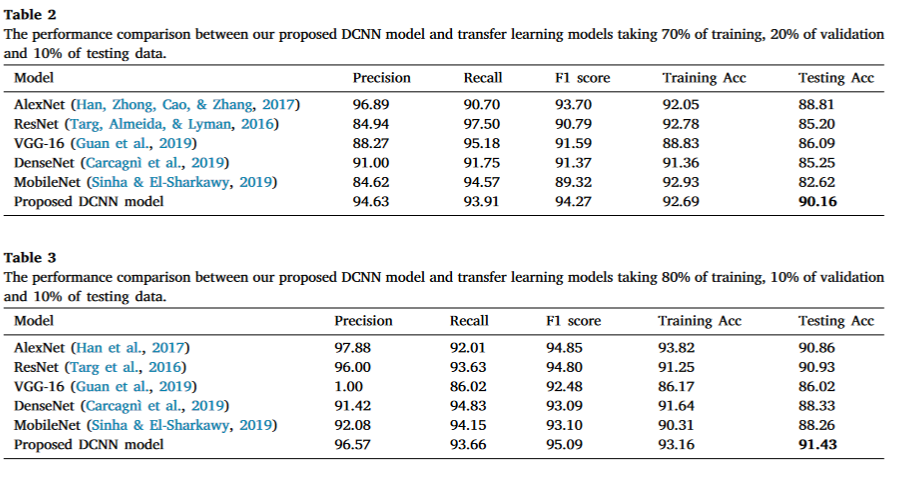 Table 2
The performance comparison between our proposed DCNN model and transfer learning models taking 70% of training, 20% of validation
and 10% of testing data.
Model Precision Recall F1 score Training Acc Testing Acc
AlexNet (Han, Zhong, Cao, & Zhang, 2017) 96.89 90.70 93.70 92.05 88.81
ResNet (Targ, Almeida, & Lyman, 2016) 84.94 97.50 90.79 92.78 85.20
VGG-16 (Guan et al., 2019) 88.27 95.18 91.59 88.83 86.09
DenseNet (Carcagnì et al., 2019) 91.00 91.75 91.37 91.36 85.25
MobileNet (Sinha & El-Sharkawy, 2019) 84.62 94.57 89.32 92.93 82.62
Proposed DCNN model 94.63 93.91 94.27 92.69 90.16
Table 3
The performance comparison between our proposed DCNN model and transfer learning models taking 80% of training, 10% of validation
and 10% of testing data.
Model Precision Recall F1 score Training Acc Testing Acc
AlexNet (Han et al., 2017) 97.88 92.01 94.85 93.82 90.86
ResNet (Targ et al., 2016) 96.00 93.63 94.80 91.25 90.93
VGG-16 (Guan et al., 2019) 1.00 86.02 92.48 86.17 86.02
DenseNet (Carcagnì et al., 2019) 91.42 94.83 93.09 91.64 88.33
MobileNet (Sinha & El-Sharkawy, 2019) 92.08 94.15 93.10 90.31 88.26
Proposed DCNN model 96.57 93.66 95.09 93.16 91.43